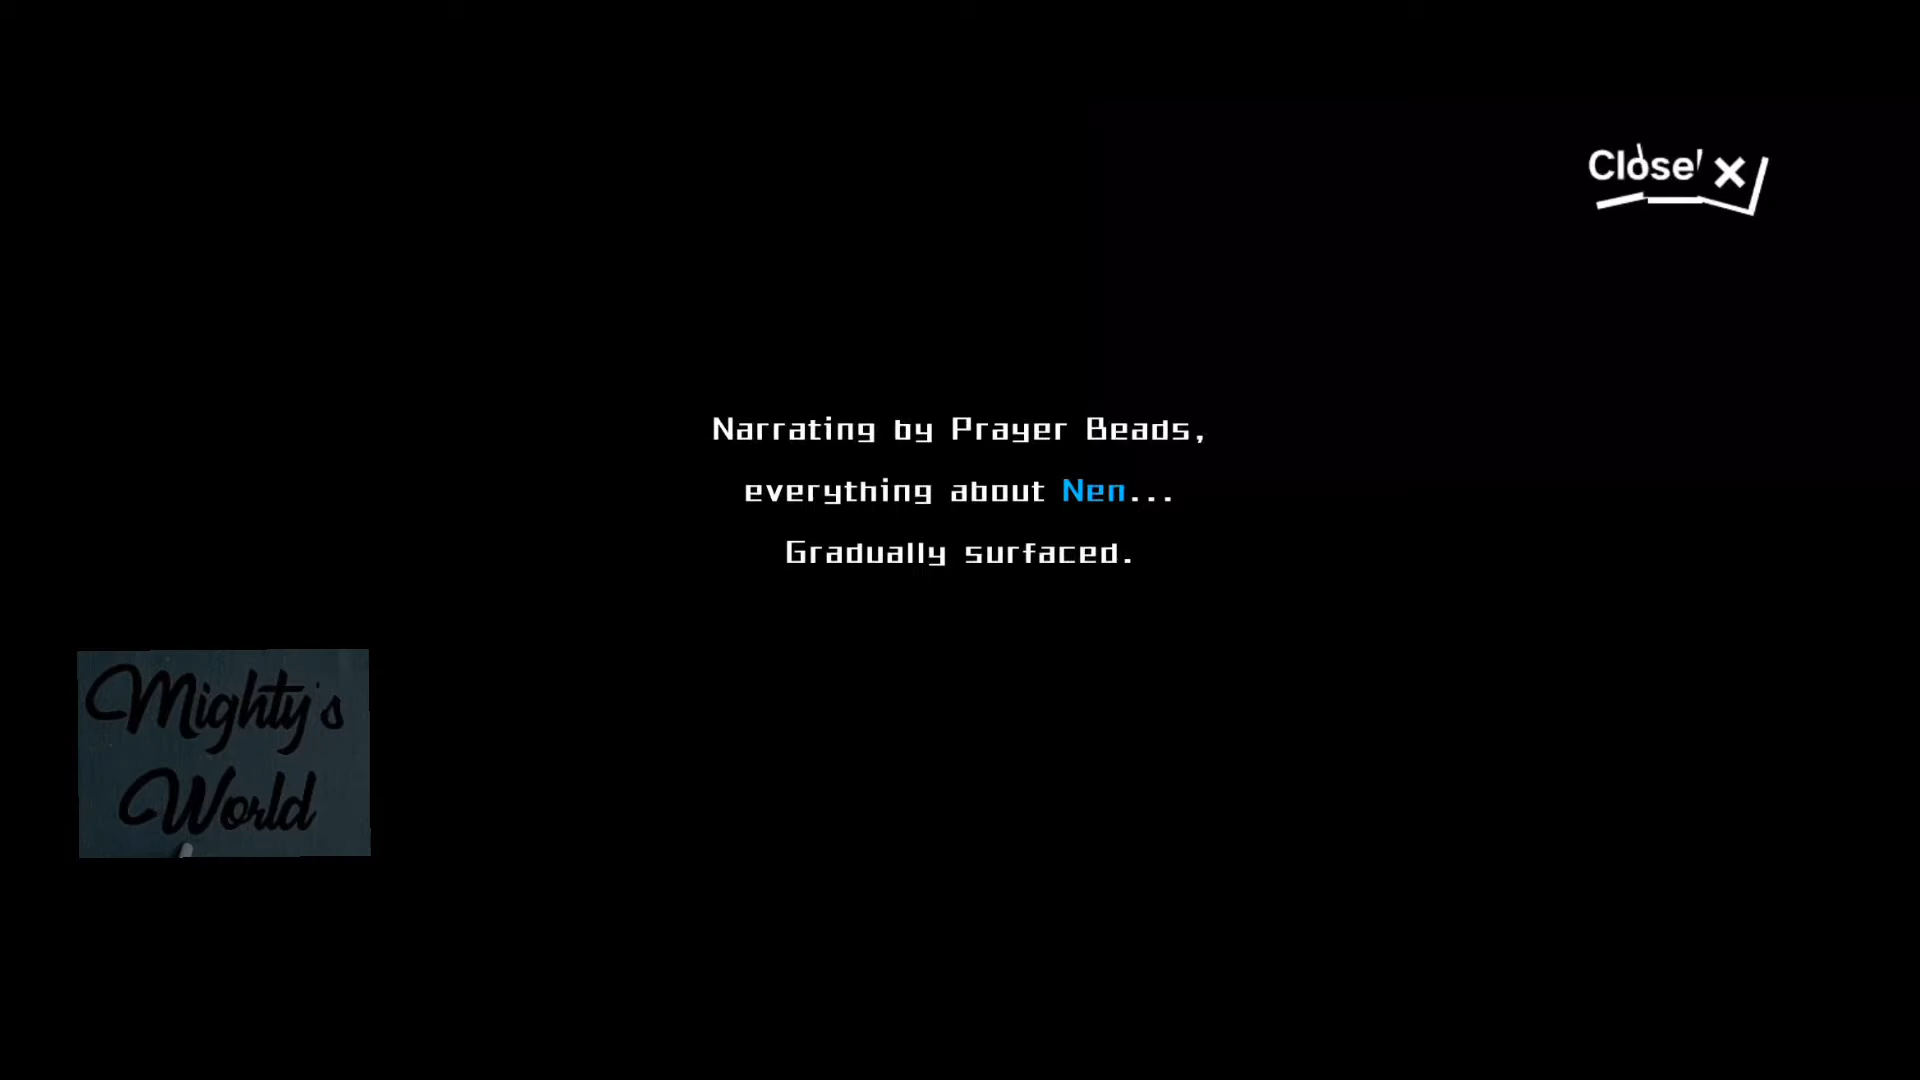 Close
Narrating by Prayer Beads,
everything about Nen...
Gradually surfaced.
Mighty's
World